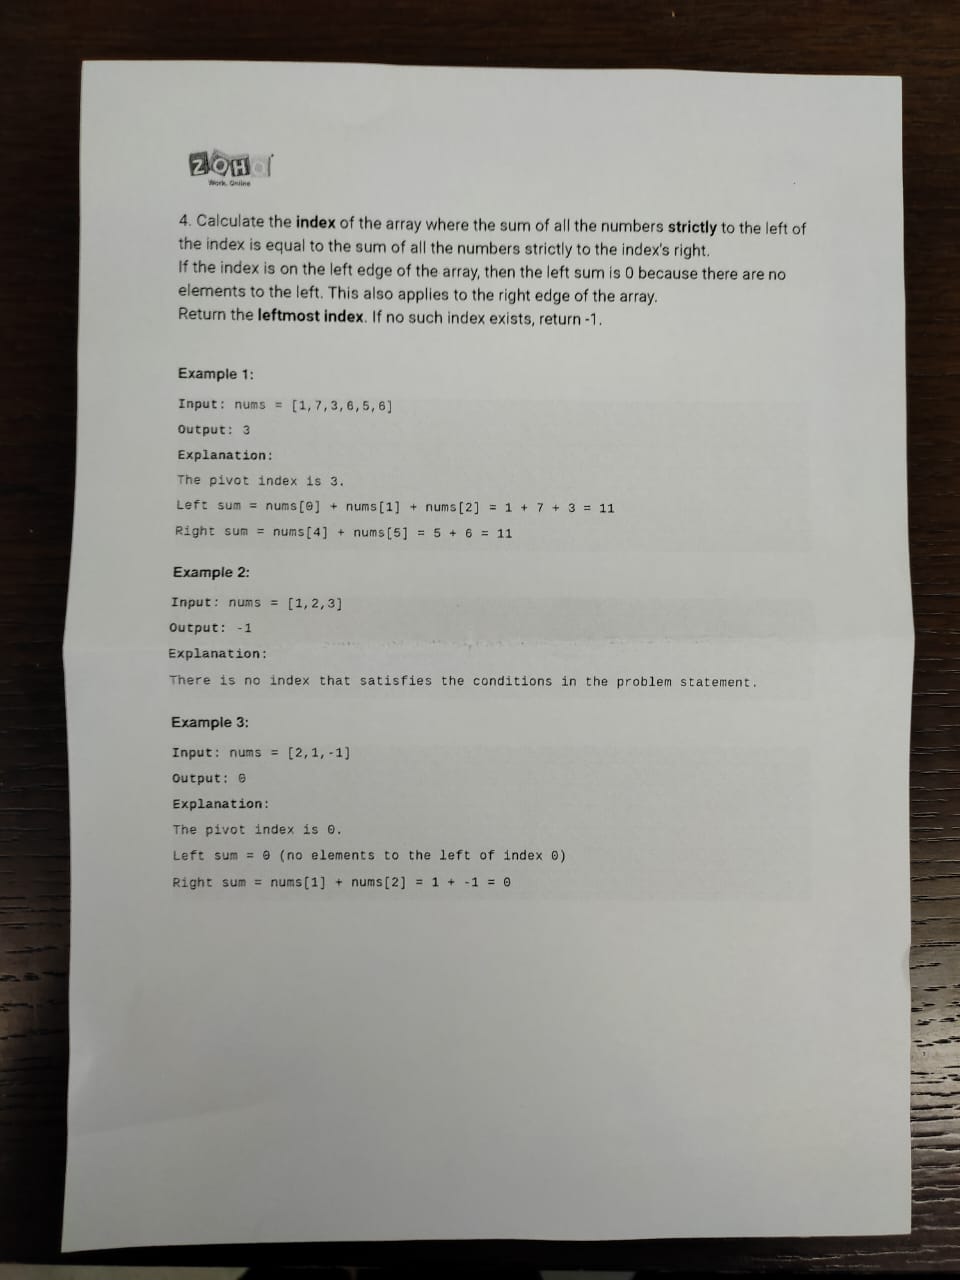 ZOHO
Work. Online
4. Calculate the index of the array where the sum of all the numbers strictly to the left of
the index is equal to the sum of all the numbers strictly to the index's right.
If the index is on the left edge of the array, then the left sum is 0 because there are no
elements to the left. This also applies to the right edge of the array.
Return the leftmost index. If no such index exists, return -1.
Example 1:
Input: nums = [1,7,3,6,5,6]
Output: 3
Explanation:
The pivot index is 3.
Left sum = nums[0] + nums[1] + nums[2] = 1 + 7 + 3 = 11
Right sum = nums[4] + nums[5] = 5 + 6 = 11
Example 2:
Input: nums = [1,2,3]
Output: -1
Explanation:
There is no index that satisfies the conditions in the problem statement.
Example 3:
Input: nums = [2,1,-1]
Output: 0
Explanation:
The pivot index is 0.
Left sum = 0 (no elements to the left of index 0)
Right sum = nums[1] + nums[2] = 1 + -1 = 0